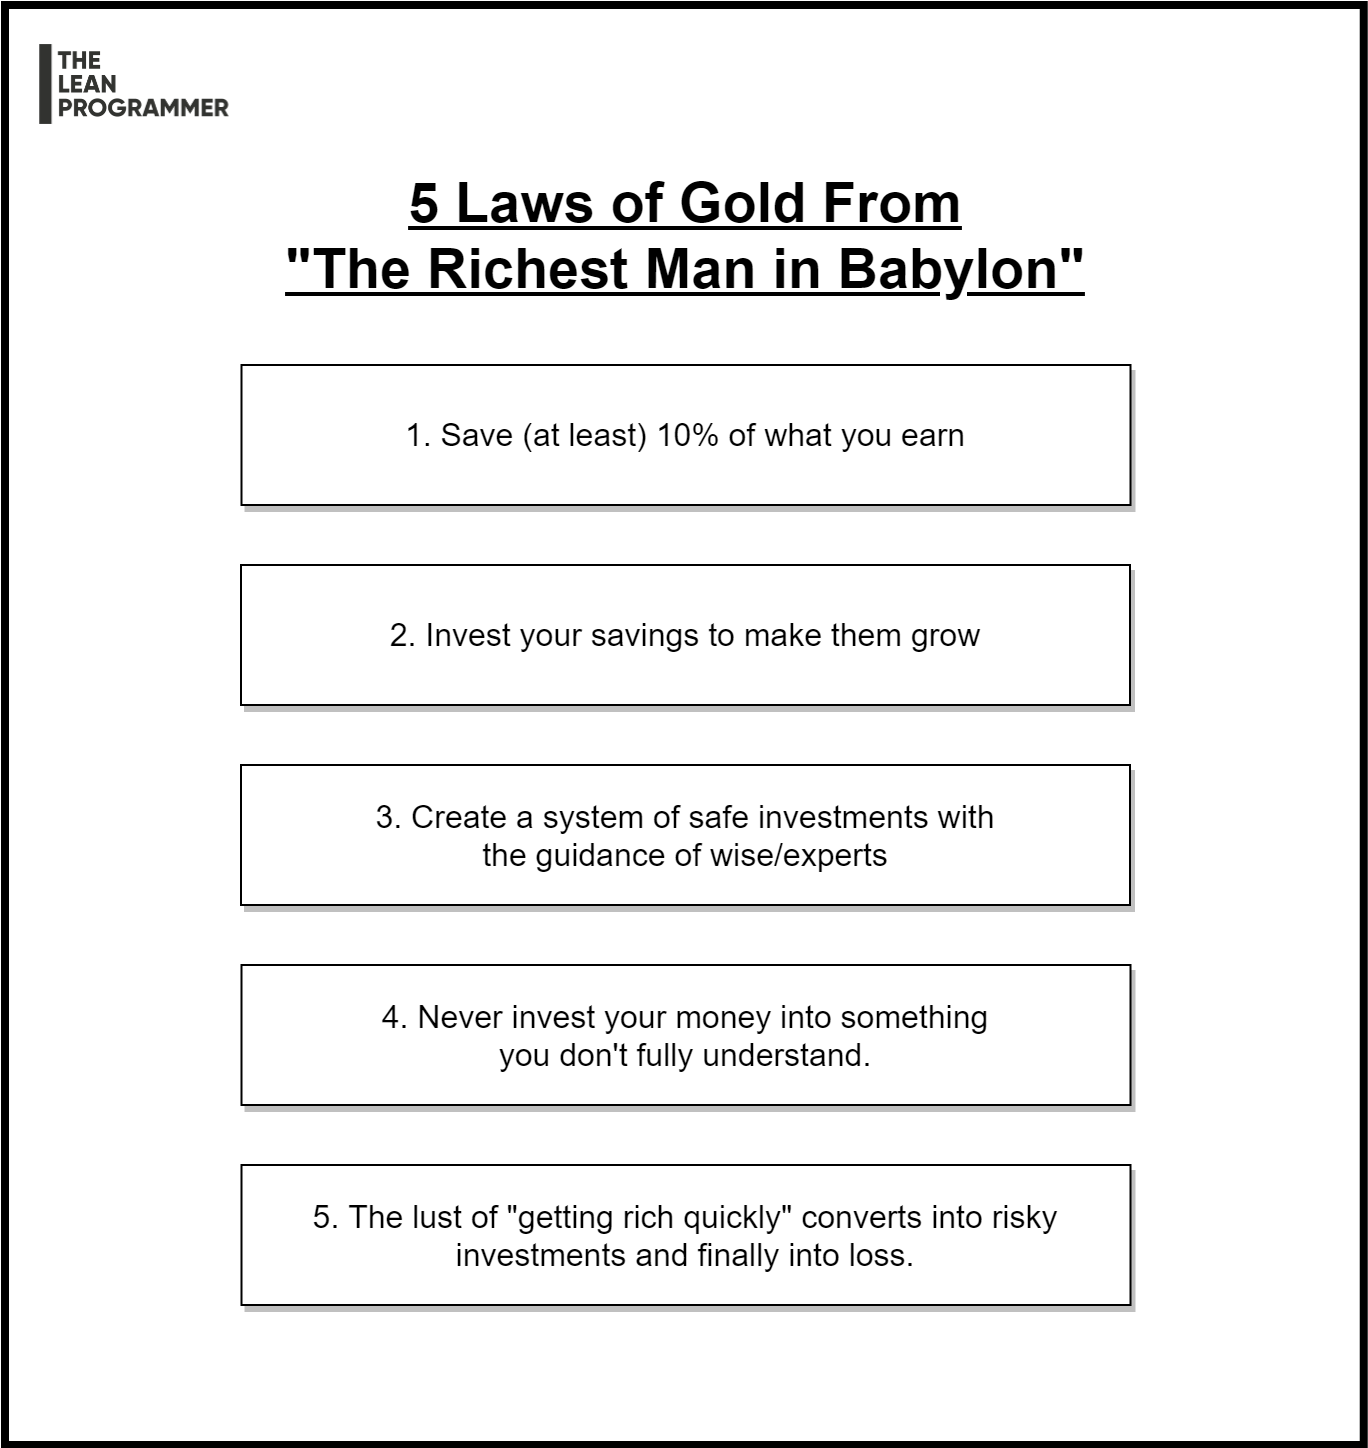 THE
LEAN
PROGRAMMER
5 Laws of Gold From
"The Richest Man in Babylon"
1. Save (at least) 10% of what you earn
2. Invest your savings to make them grow
3. Create a system of safe investments with
the guidance of wise/experts
4. Never invest your money into something
you don't fully understand.
5. The lust of "getting rich quickly" converts into risky
investments and finally into loss.